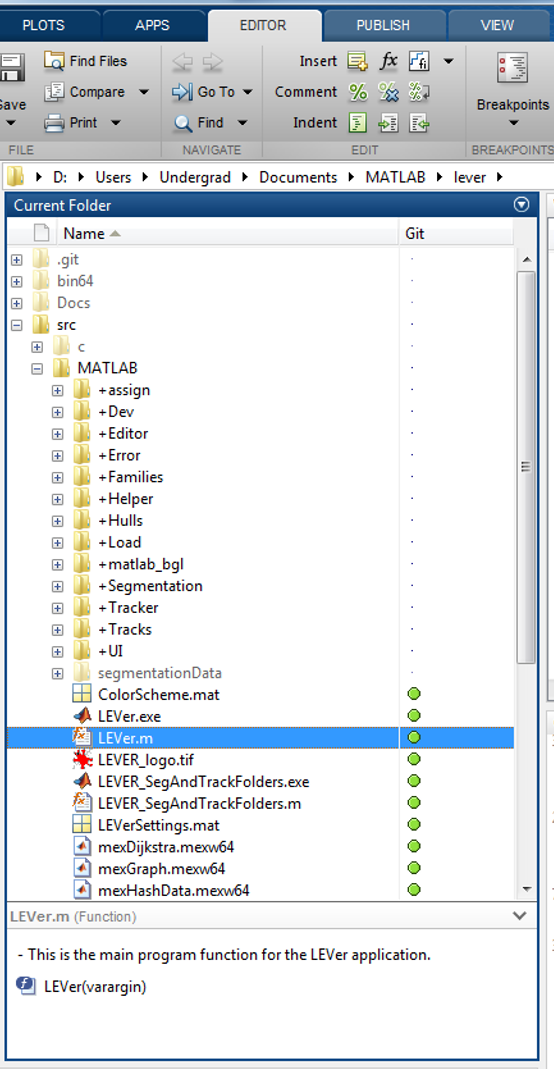 PLOTS APPS EDITOR PUBLISH VIEW
Find Files Insert fx fi
Save Compare Go To Comment Breakpoints
Print Find Indent
FILE NAVIGATE EDIT BREAKPOINTS
D: Users Undergrad Documents MATLAB lever
Current Folder
Name Git
.git
bin64
Docs
src
c
MATLAB
+assign
+Dev
+Editor
+Error
+Families
+Helper
+Hulls
+Load
+matlab_bgl
+Segmentation
+Tracker
+Tracks
+UI
segmentationData
ColorScheme.mat
LEVer.exe
LEVer.m
LEVER_logo.tif
LEVER_SegAndTrackFolders.exe
LEVER_SegAndTrackFolders.m
LEVerSettings.mat
mexDijkstra.mexw64
mexGraph.mexw64
mexHashData.mexw64
LEVer.m (Function)
- This is the main program function for the LEVer application.
LEVer(varargin)